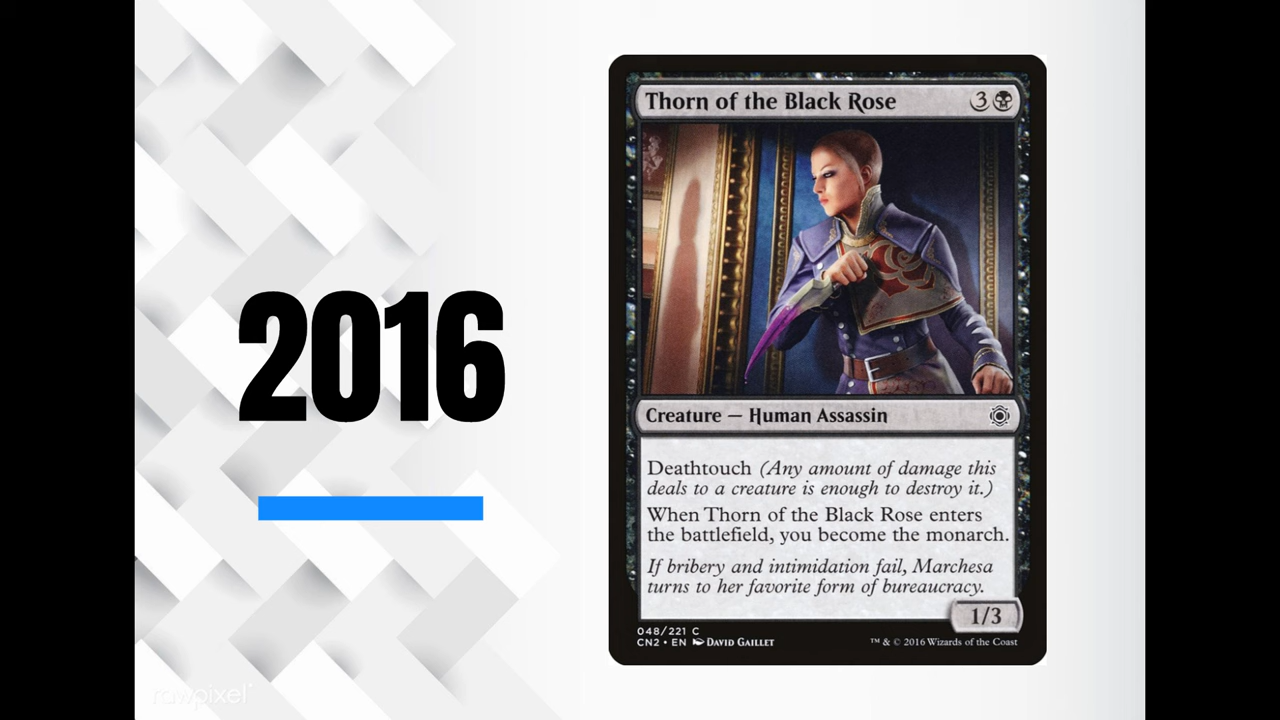 2016
Thorn of the Black Rose 3
Creature — Human Assassin
Deathtouch (Any amount of damage this
deals to a creature is enough to destroy it.)
When Thorn of the Black Rose enters
the battlefield, you become the monarch.
If bribery and intimidation fail, Marchesa
turns to her favorite form of bureaucracy.
1/3
048/221 C
CN2 • EN DAVID GAILLET
™ & © 2016 Wizards of the Coast
rawpixel